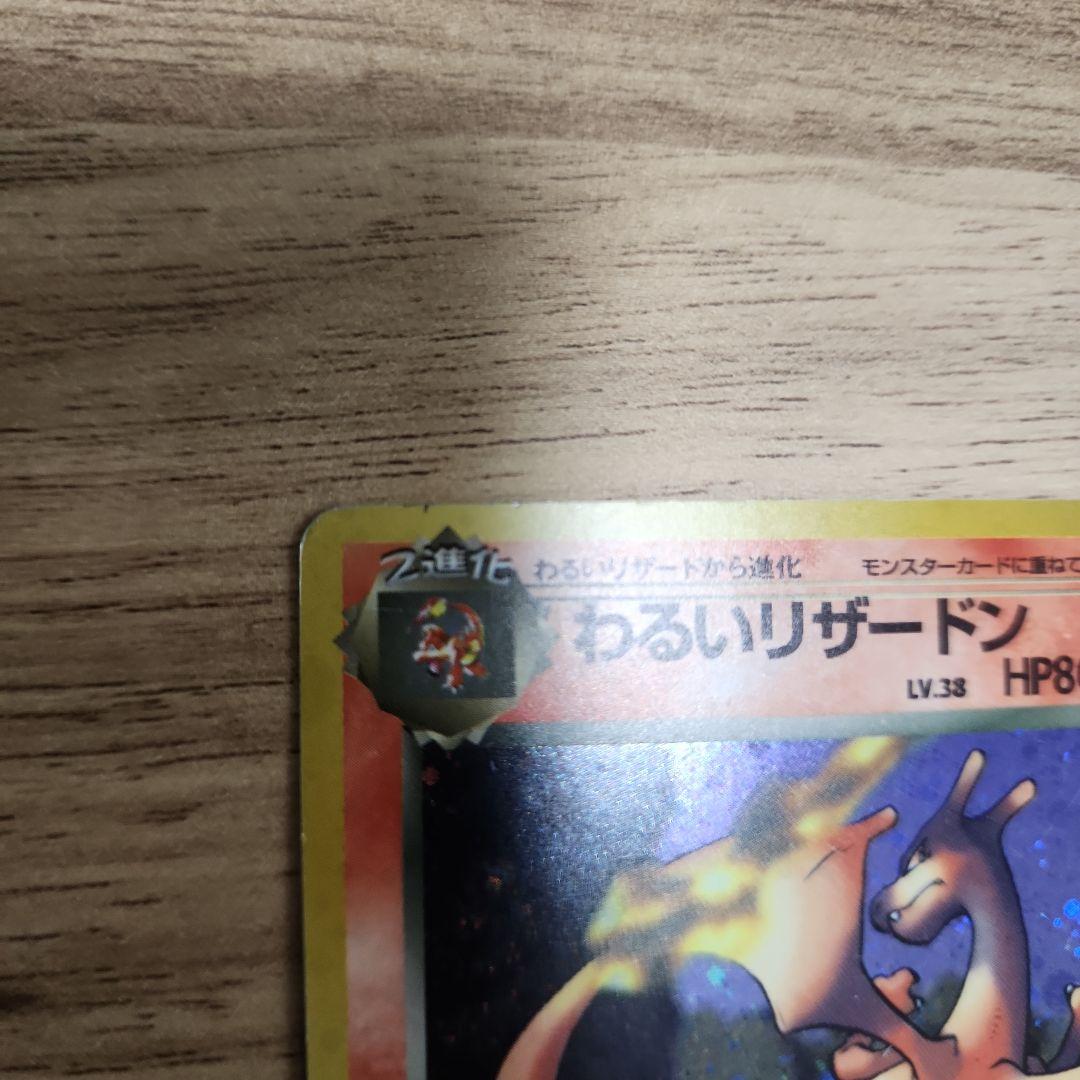 2進化
わるいリザードから進化 モンスターカードに重ねて
わるいリザードン
LV.38 HP80